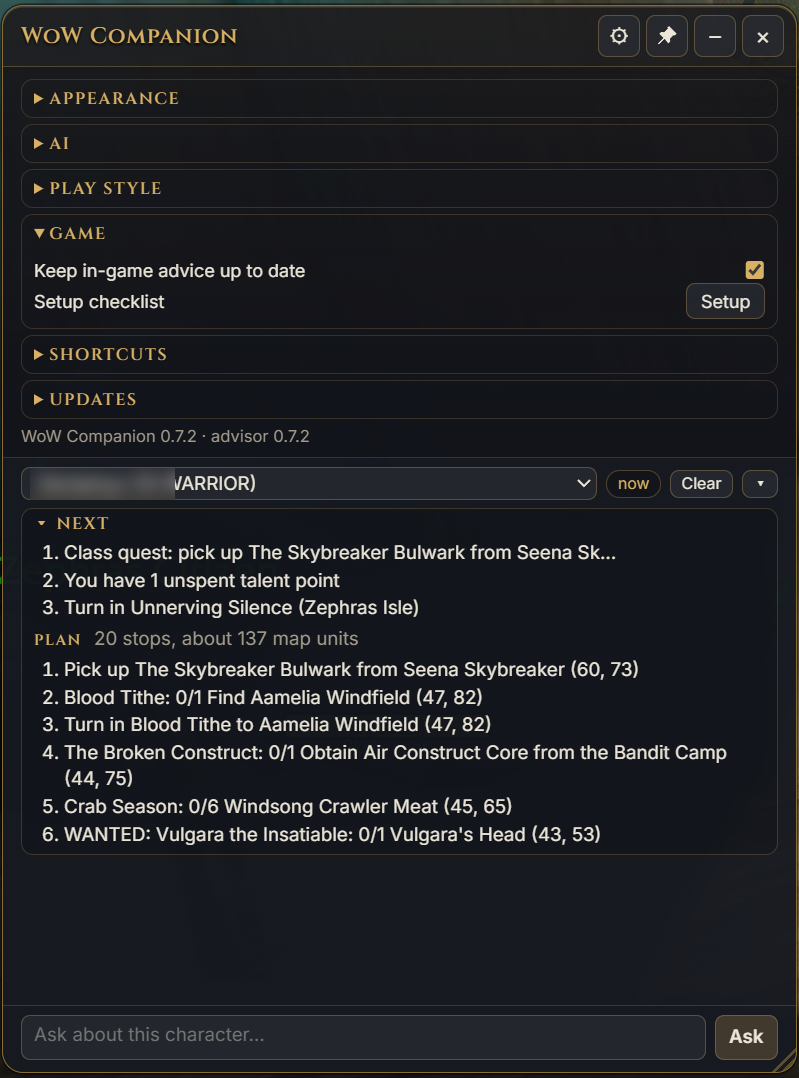 WoW Companion
APPEARANCE
AI
PLAY STYLE
GAME
Keep in-game advice up to date
Setup checklist
Setup
SHORTCUTS
UPDATES
WoW Companion 0.7.2 · advisor 0.7.2
WARRIOR)
now
Clear
NEXT
1. Class quest: pick up The Skybreaker Bulwark from Seena Sk...
2. You have 1 unspent talent point
3. Turn in Unnerving Silence (Zephras Isle)
PLAN 20 stops, about 137 map units
1. Pick up The Skybreaker Bulwark from Seena Skybreaker (60, 73)
2. Blood Tithe: 0/1 Find Aamelia Windfield (47, 82)
3. Turn in Blood Tithe to Aamelia Windfield (47, 82)
4. The Broken Construct: 0/1 Obtain Air Construct Core from the Bandit Camp
(44, 75)
5. Crab Season: 0/6 Windsong Crawler Meat (45, 65)
6. WANTED: Vulgara the Insatiable: 0/1 Vulgara's Head (43, 53)
Ask about this character...
Ask